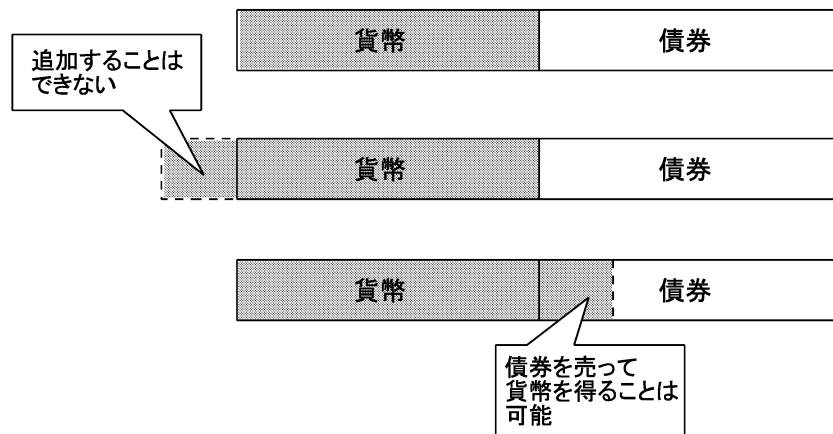 貨幣 債券
追加することは
できない
貨幣 債券
貨幣 債券
債券を売って
貨幣を得ることは
可能